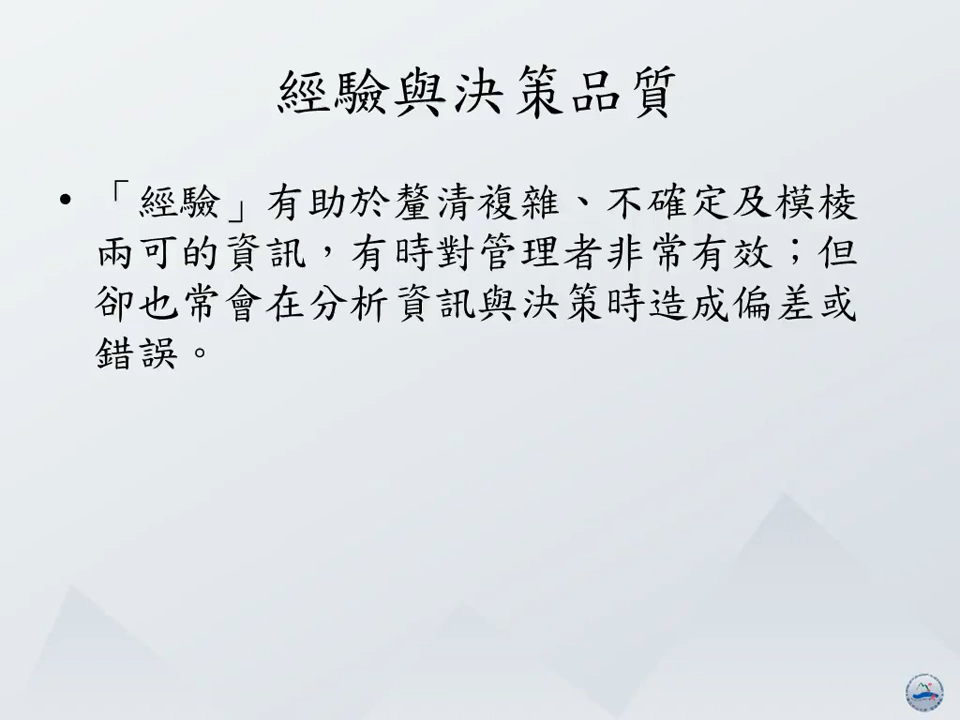 經驗與決策品質
• 「經驗」有助於釐清複雜、不確定及模棱
兩可的資訊，有時對管理者非常有效；但
卻也常會在分析資訊與決策時造成偏差或
錯誤。